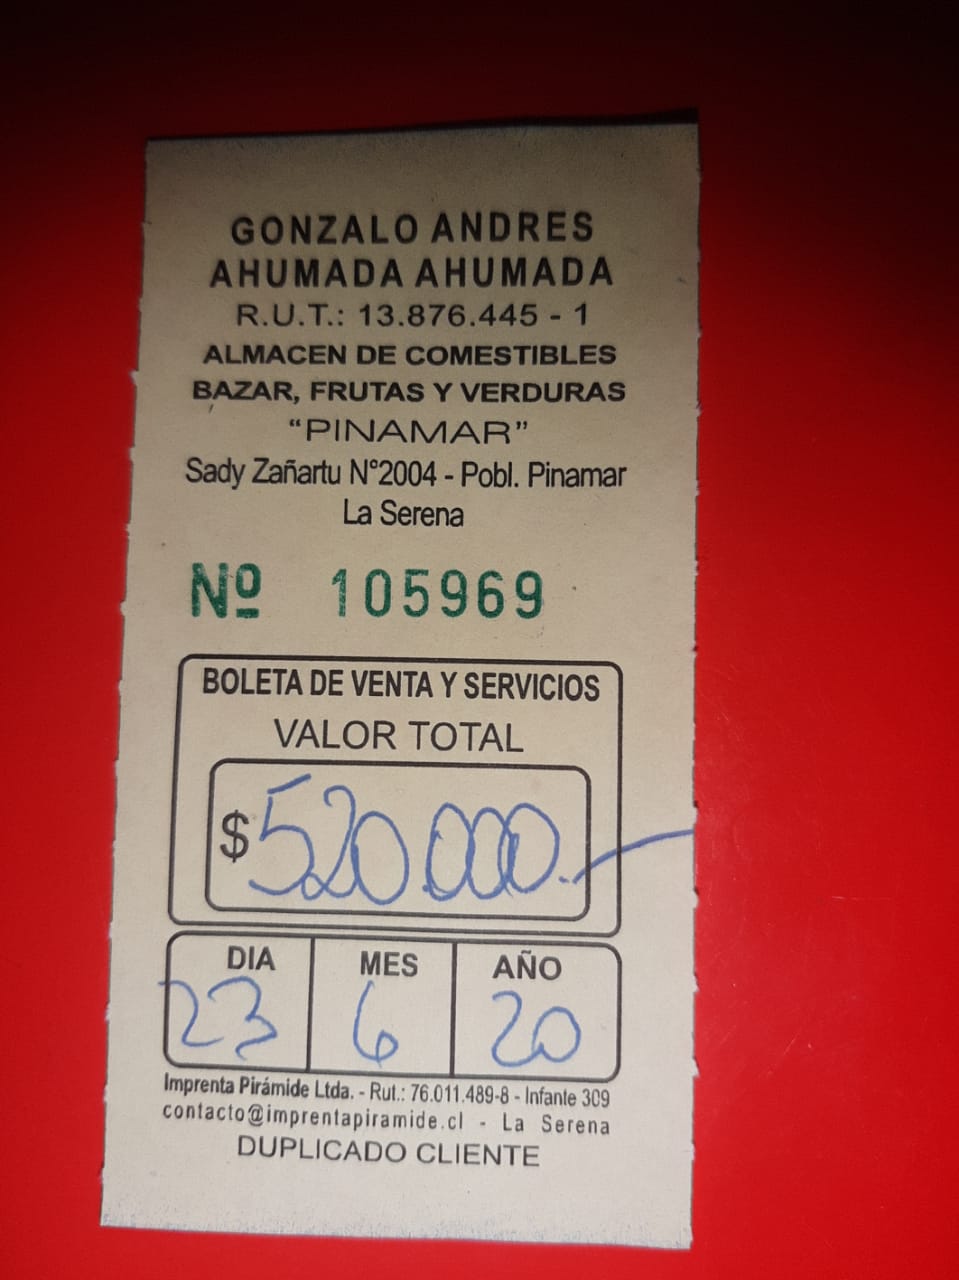 GONZALO ANDRES
AHUMADA AHUMADA
R.U.T.: 13.876.445 - 1
ALMACEN DE COMESTIBLES
BAZAR, FRUTAS Y VERDURAS
“PINAMAR”
Sady Zañartu N°2004 - Pobl. Pinamar
La Serena
Nº 105969
BOLETA DE VENTA Y SERVICIOS
VALOR TOTAL
$ 520.000.-
DIA MES AÑO
23 6 20
Imprenta Pirámide Ltda. - Rut.: 76.011.489-8 - Infante 309
contacto@imprentapiramide.cl - La Serena
DUPLICADO CLIENTE